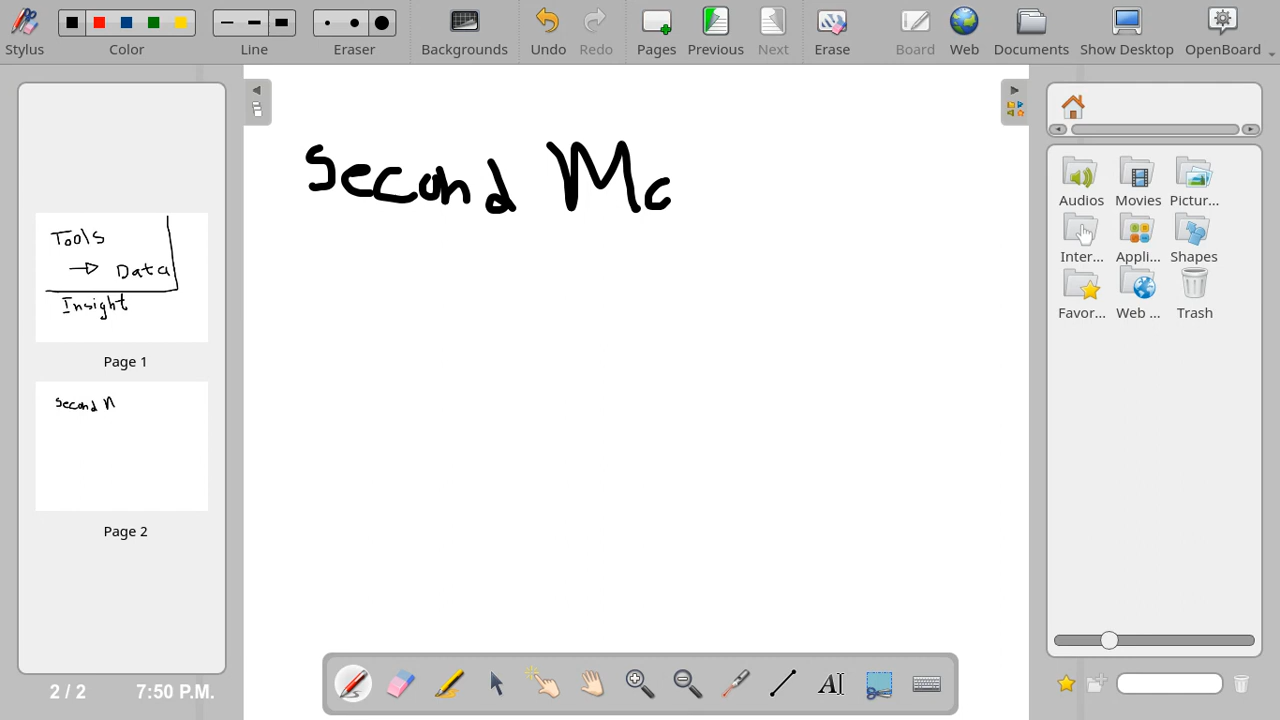 Stylus Color Line Eraser Backgrounds Undo Redo Pages Previous Next Erase Board Web Documents Show Desktop OpenBoard
Second Mc
Tools
Data
Insight
Page 1
Second M
Page 2
Audios Movies Pictur...
Inter... Appli... Shapes
Favor... Web ... Trash
AI
2 / 2 7:50 P.M.